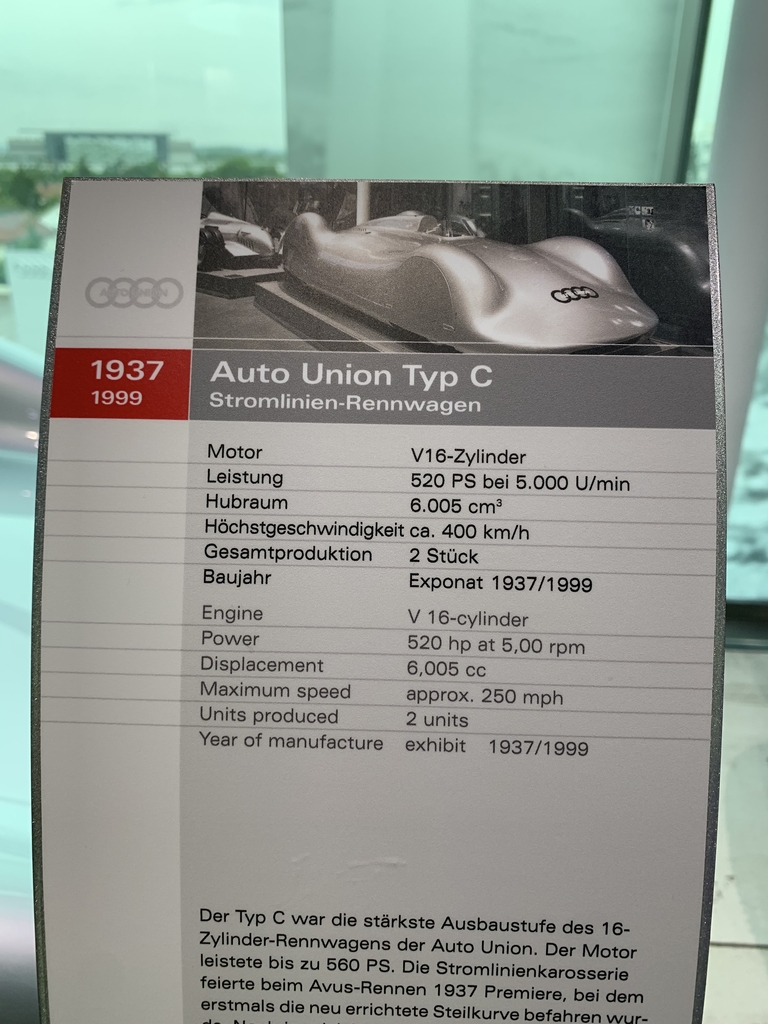 1937
1999
Auto Union Typ C
Stromlinien-Rennwagen
Motor V16-Zylinder
Leistung 520 PS bei 5.000 U/min
Hubraum 6.005 cm³
Höchstgeschwindigkeit ca. 400 km/h
Gesamtproduktion 2 Stück
Baujahr Exponat 1937/1999
Engine V 16-cylinder
Power 520 hp at 5,00 rpm
Displacement 6,005 cc
Maximum speed approx. 250 mph
Units produced 2 units
Year of manufacture exhibit 1937/1999
Der Typ C war die stärkste Ausbaustufe des 16-
Zylinder-Rennwagens der Auto Union. Der Motor
leistete bis zu 560 PS. Die Stromlinienkarosserie
feierte beim Avus-Rennen 1937 Premiere, bei dem
erstmals die neu errichtete Steilkurve befahren wur-